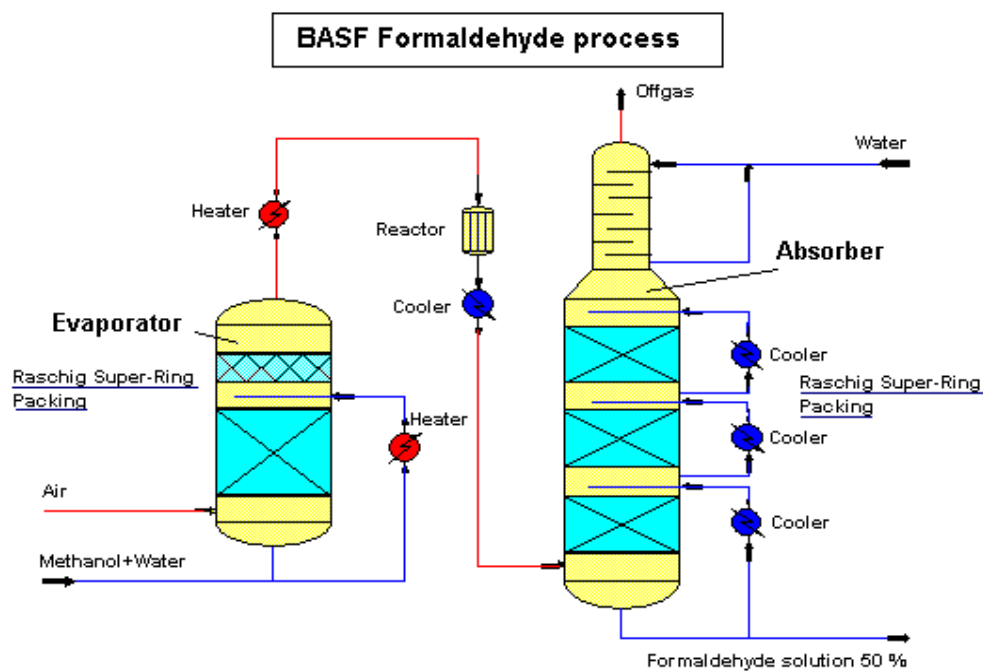 BASF Formaldehyde process
Offgas
Water
Heater
Reactor
Absorber
Cooler
Evaporator
Cooler
Raschig Super-Ring
Packing
Raschig Super-Ring
Packing
Heater
Cooler
Air
Cooler
Methanol+Water
Formaldehyde solution 50 %